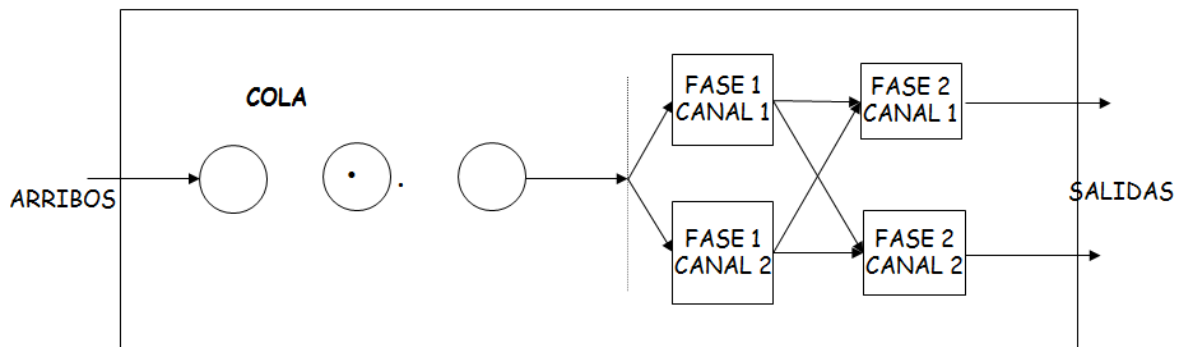 COLA
ARRIBOS
FASE 1
CANAL 1
FASE 2
CANAL 1
FASE 1
CANAL 2
FASE 2
CANAL 2
SALIDAS